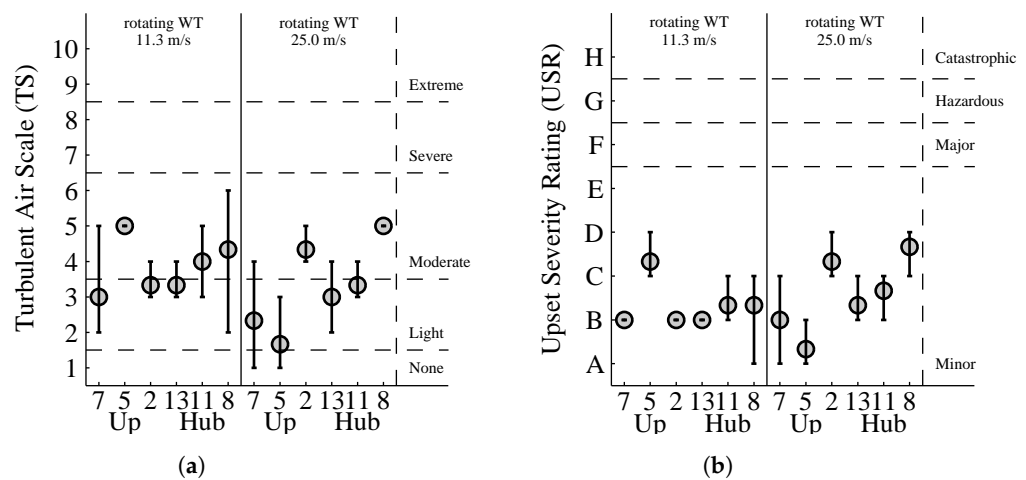 rotating WT
11.3 m/s
rotating WT
25.0 m/s
Turbulent Air Scale (TS)
10
9
8
7
6
5
4
3
2
1
Extreme
Severe
Moderate
Light
None
7 5 2 13 11 8 7 5 2 13 11 8
Up Hub Up Hub
(a)
rotating WT
11.3 m/s
rotating WT
25.0 m/s
Upset Severity Rating (USR)
H
G
F
E
D
C
B
A
Catastrophic
Hazardous
Major
Minor
7 5 2 13 11 8 7 5 2 13 11 8
Up Hub Up Hub
(b)